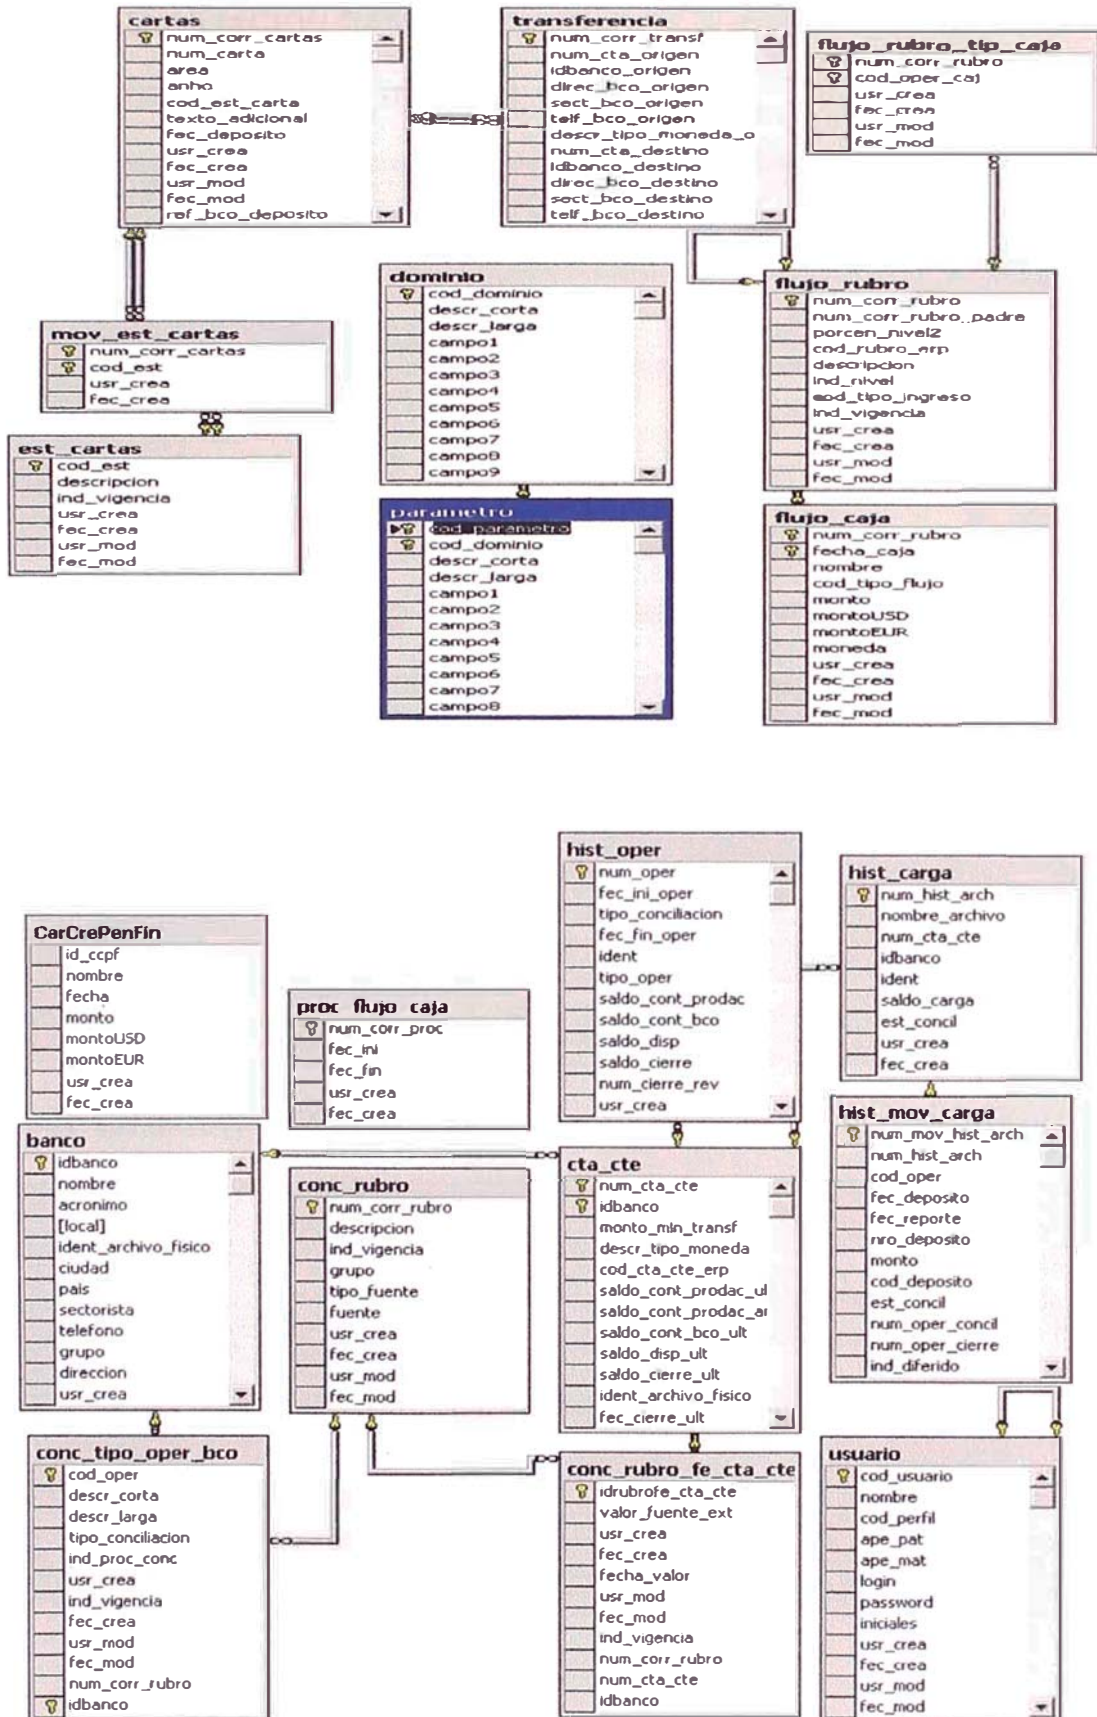 cartas
num_corr_cartas
num_carta
area
anho
cod_est_carta
texto_adicional
fec_deposito
usr_crea
fec_crea
usr_mod
fec_mod
ref_bco_deposito
transferencia
num_corr_transf
num_cta_origen
idbanco_origen
direc_bco_origen
sect_bco_origen
telf_bco_origen
descr_tipo_moneda_o
num_cta_destino
idbanco_destino
direc_bco_destino
sect_bco_destino
telf_bco_destino
flujo_rubro_tip_caja
num_corr_rubro
cod_oper_caj
usr_crea
fec_crea
usr_mod
fec_mod
mov_est_cartas
num_corr_cartas
cod_est
usr_crea
fec_crea
est_cartas
cod_est
descripcion
ind_vigencia
usr_crea
fec_crea
usr_mod
fec_mod
dominio
cod_dominio
descr_corta
descr_larga
campo1
campo2
campo3
campo4
campo5
campo6
campo7
campo8
campo9
parametro
cod_parametro
cod_dominio
descr_corta
descr_larga
campo1
campo2
campo3
campo4
campo5
campo6
campo7
campo8
flujo_rubro
num_corr_rubro
num_corr_rubro_padre
porcen_nivel2
cod_rubro_erp
descripcion
ind_nivel
cod_tipo_ingreso
ind_vigencia
usr_crea
fec_crea
usr_mod
fec_mod
flujo_caja
num_corr_rubro
fecha_caja
nombre
cod_tipo_flujo
monto
montoUSD
montoEUR
moneda
usr_crea
fec_crea
usr_mod
fec_mod
CarCrePenFin
id_ccpf
nombre
fecha
monto
montoUSD
montoEUR
usr_crea
fec_crea
proc_flujo_caja
num_corr_proc
fec_ini
fec_fin
usr_crea
fec_crea
hist_oper
num_oper
fec_ini_oper
tipo_conciliacion
fec_fin_oper
ident
tipo_oper
saldo_cont_prodac
saldo_cont_bco
saldo_disp
saldo_cierre
num_cierre_rev
usr_crea
hist_carga
num_hist_arch
nombre_archivo
num_cta_cte
idbanco
ident
saldo_carga
est_concil
usr_crea
fec_crea
banco
idbanco
nombre
acronimo
[local]
ident_archivo_fisico
ciudad
pais
sectorista
telefono
grupo
direccion
usr_crea
conc_rubro
num_corr_rubro
descripcion
ind_vigencia
grupo
tipo_fuente
fuente
usr_crea
fec_crea
usr_mod
fec_mod
cta_cte
num_cta_cte
idbanco
monto_min_transf
descr_tipo_moneda
cod_cta_cte_erp
saldo_cont_prodac_ul
saldo_cont_prodac_ar
saldo_cont_bco_ult
saldo_disp_ult
saldo_cierre_ult
ident_archivo_fisico
fec_cierre_ult
hist_mov_carga
num_mov_hist_arch
num_hist_arch
cod_oper
fec_deposito
fec_reporte
nro_deposito
monto
cod_deposito
est_concil
num_oper_concil
num_oper_cierre
ind_diferido
conc_tipo_oper_bco
cod_oper
descr_corta
descr_larga
tipo_conciliacion
ind_proc_conc
usr_crea
ind_vigencia
fec_crea
usr_mod
fec_mod
num_corr_rubro
idbanco
conc_rubro_fe_cta_cte
idrubrofe_cta_cte
valor_fuente_ext
usr_crea
fec_crea
fecha_valor
usr_mod
fec_mod
ind_vigencia
num_corr_rubro
num_cta_cte
idbanco
usuario
cod_usuario
nombre
cod_perfil
ape_pat
ape_mat
login
password
iniciales
usr_crea
fec_crea
usr_mod
fec_mod